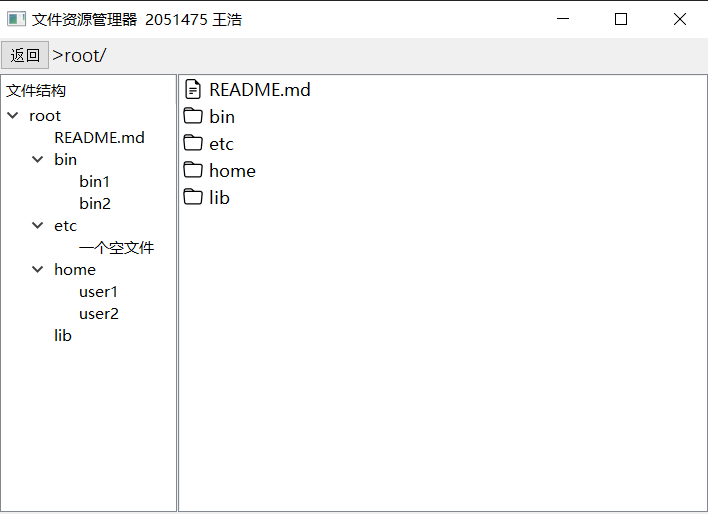 文件资源管理器 2051475 王浩
返回 >root/
文件结构
root
README.md
bin
bin1
bin2
etc
一个空文件
home
user1
user2
lib
README.md
bin
etc
home
lib